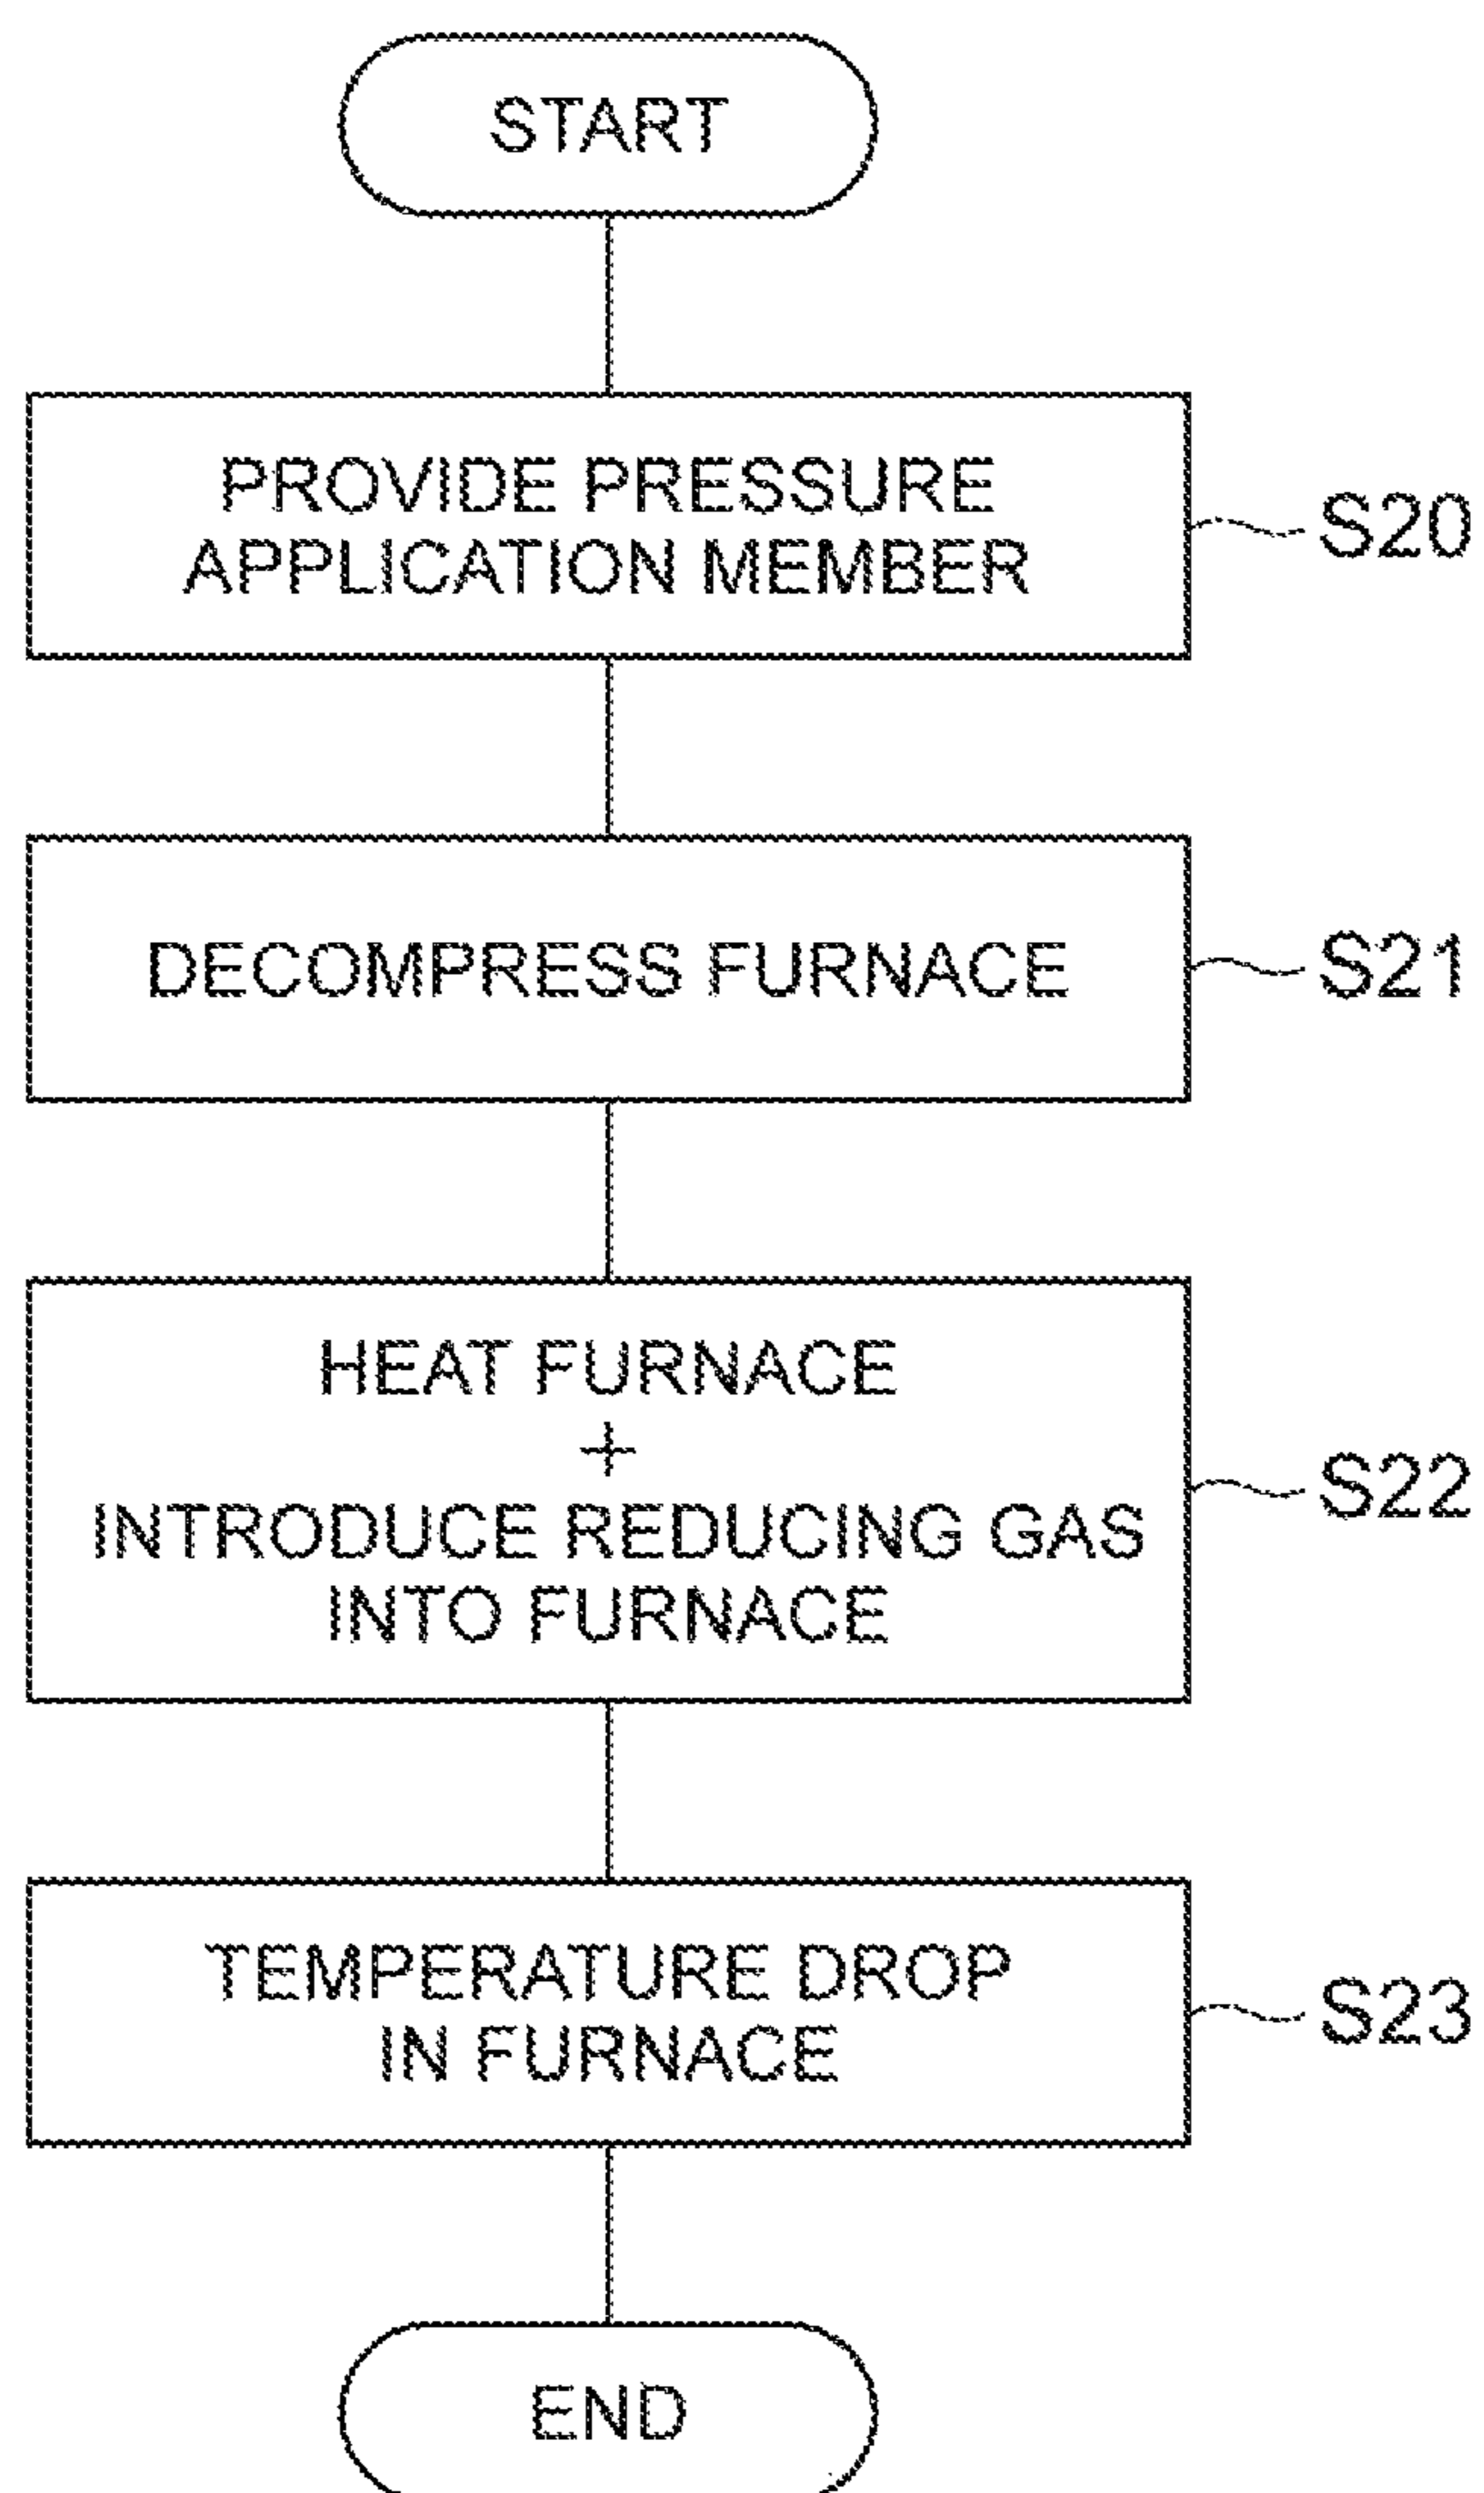 START
PROVIDE PRESSURE
APPLICATION MEMBER
S20
DECOMPRESS FURNACE
S21
HEAT FURNACE
+
INTRODUCE REDUCING GAS
INTO FURNACE
S22
TEMPERATURE DROP
IN FURNACE
S23
END